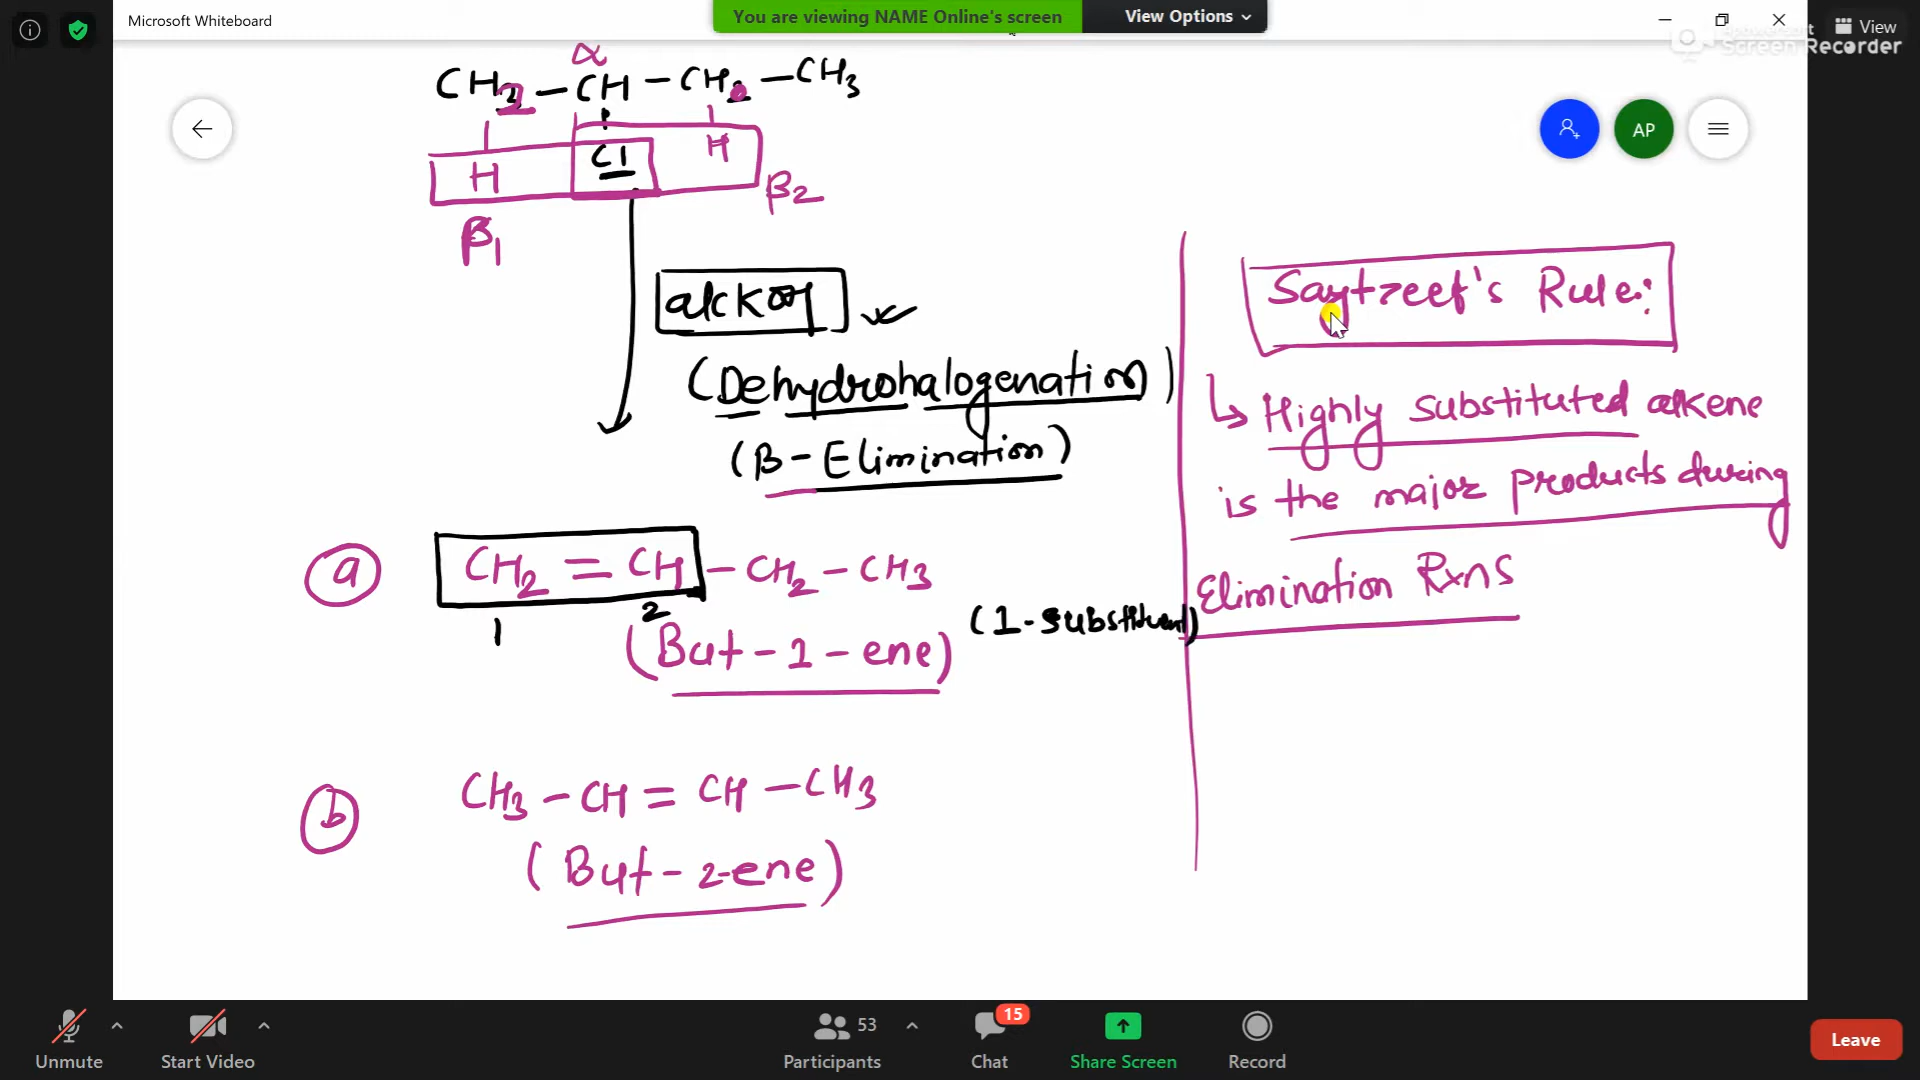 Microsoft Whiteboard
You are viewing NAME Online's screen
View Options
View
Apowersoft
Screen Recorder
AP
α
CH2 – CH – CH2 – CH3
H Cl H
β1
β2
alckoH
(Dehydrohalogenation)
(β – Elimination)
Saytzeef's Rule:
↳ Highly substituted alkene
is the major products during
Elimination Rxns
a CH2 = CH – CH2 – CH3
1 2
(But – 1 – ene)
(1-substituent)
b CH3 – CH = CH – CH3
(But – 2-ene)
Unmute
Start Video
53
Participants
15
Chat
Share Screen
Record
Leave